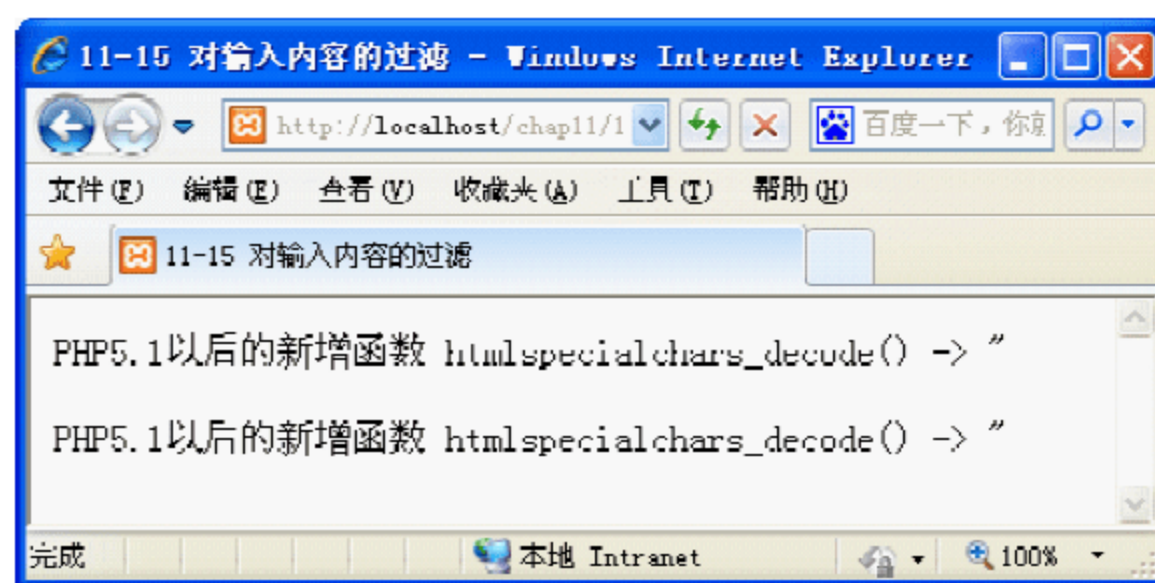 11-15 对输入内容的过滤 - Windows Internet Explorer
http://localhost/chap11/1
百度一下，你就
文件(F) 编辑(E) 查看(V) 收藏夹(A) 工具(T) 帮助(H)
11-15 对输入内容的过滤
PHP5.1以后的新增函数 htmlspecialchars_decode() -> "
PHP5.1以后的新增函数 htmlspecialchars_decode() -> "
完成 本地 Intranet 100%